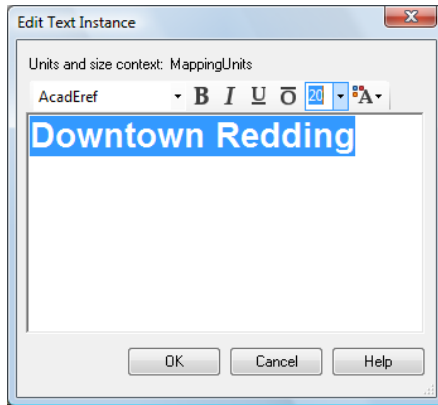 Edit Text Instance
Units and size context: MappingUnits
AcadEref B I U O 20 A
Downtown Redding
OK Cancel Help